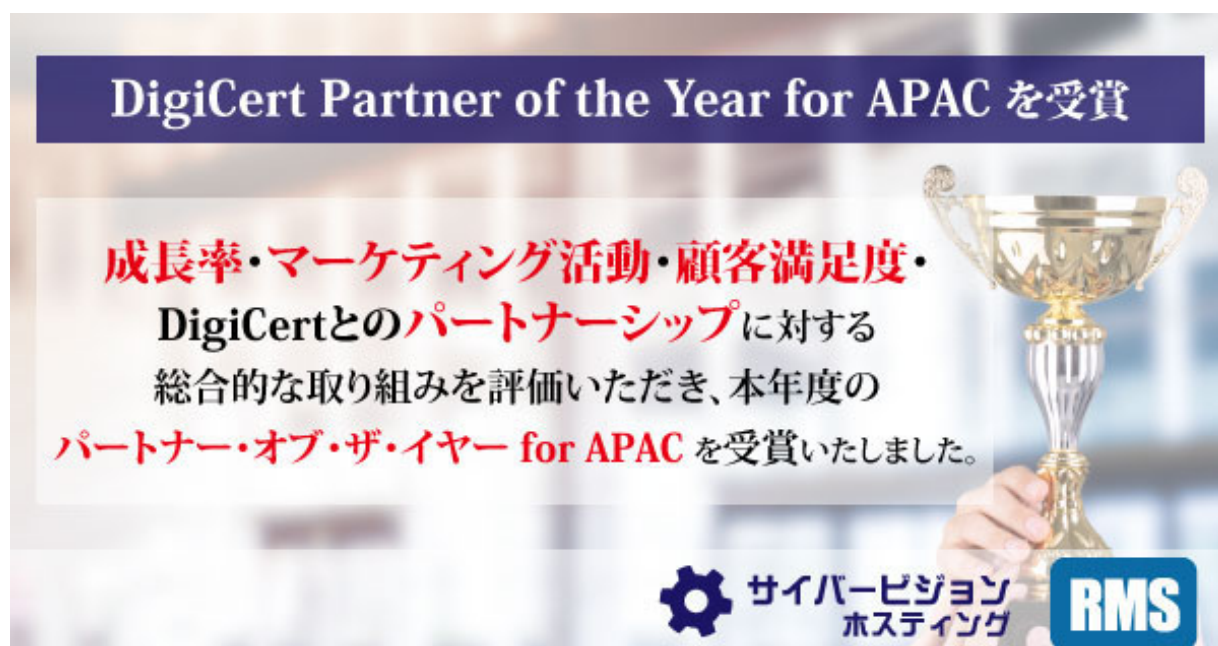 DigiCert Partner of the Year for APAC を受賞
成長率・マーケティング活動・顧客満足度・
DigiCertとのパートナーシップに対する
総合的な取り組みを評価いただき、本年度の
パートナー・オブ・ザ・イヤー for APAC を受賞いたしました。
サイバービジョン
ホスティング
RMS